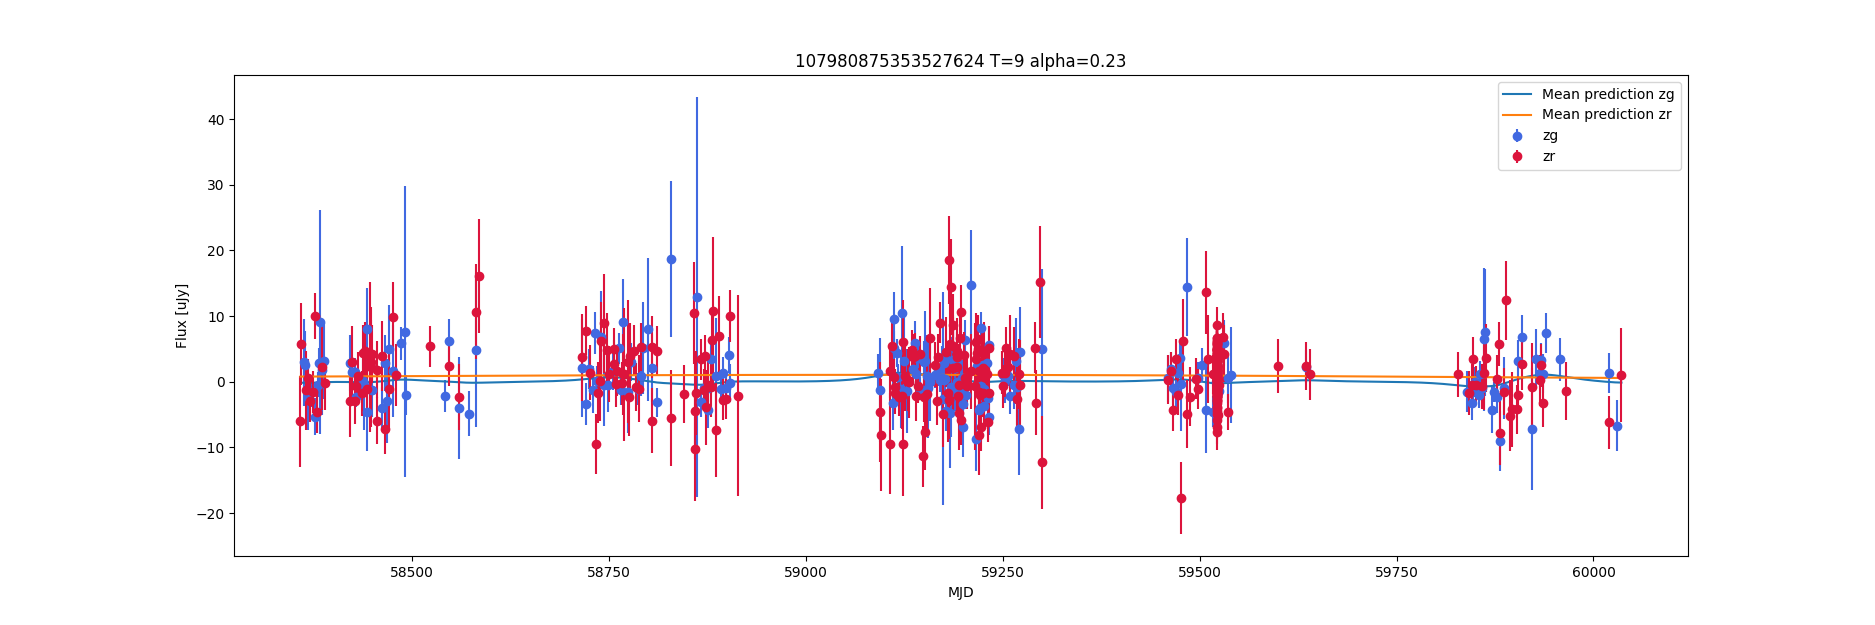 107980875353527624 T=9 alpha=0.23
Mean prediction zg
Mean prediction zr
zg
zr
Flux [uJy]
40
30
20
10
0
−10
−20
58500 58750 59000 59250 59500 59750 60000
MJD